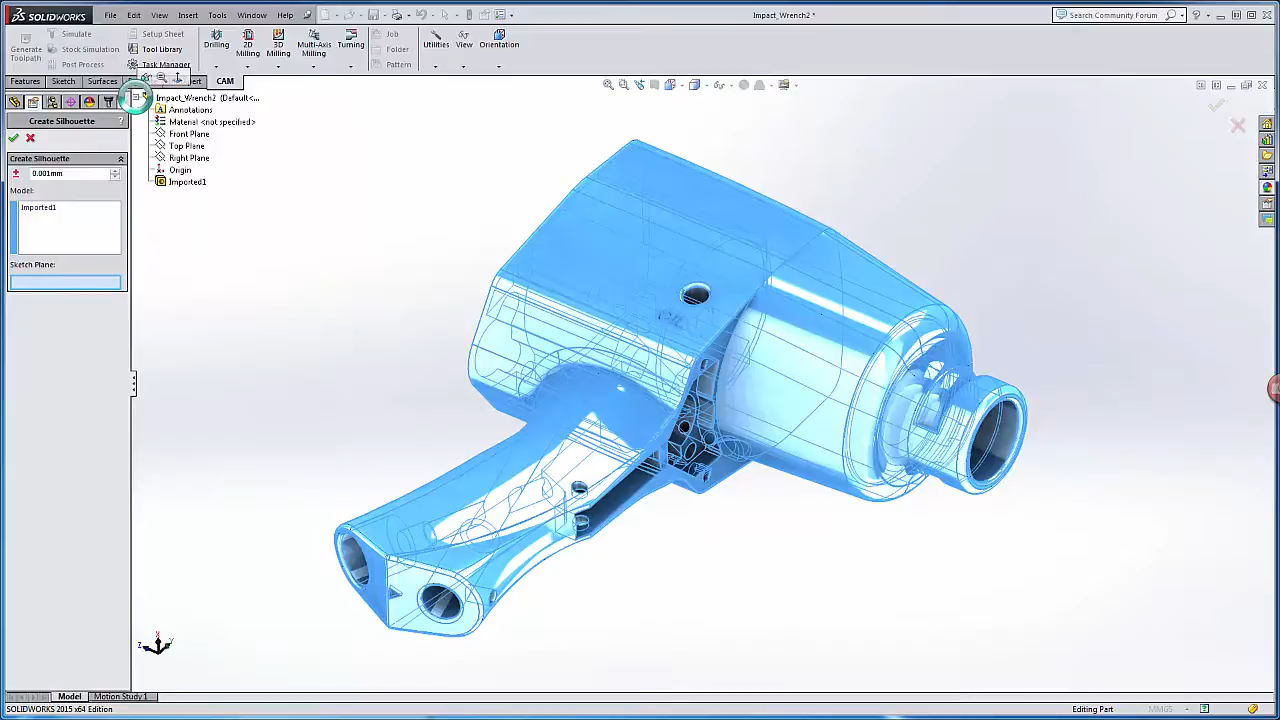 SOLIDWORKS File Edit View Insert Tools Window Help Impact_Wrench2 * Search Community Forum
Generate Toolpath
Simulate
Stock Simulation
Post Process
Setup Sheet
Tool Library
Task Manager
Drilling
2D Milling
3D Milling
Multi-Axis Milling
Turning
Job
Folder
Pattern
Utilities
View
Orientation
Features Sketch Surfaces CAM
Create Silhouette ?
Create Silhouette
0.001mm
Model:
Imported1
Sketch Plane:
Impact_Wrench2 (Default<...
Annotations
Material <not specified>
Front Plane
Top Plane
Right Plane
Origin
Imported1
Model Motion Study 1
SOLIDWORKS 2015 x64 Edition Editing Part MMGS